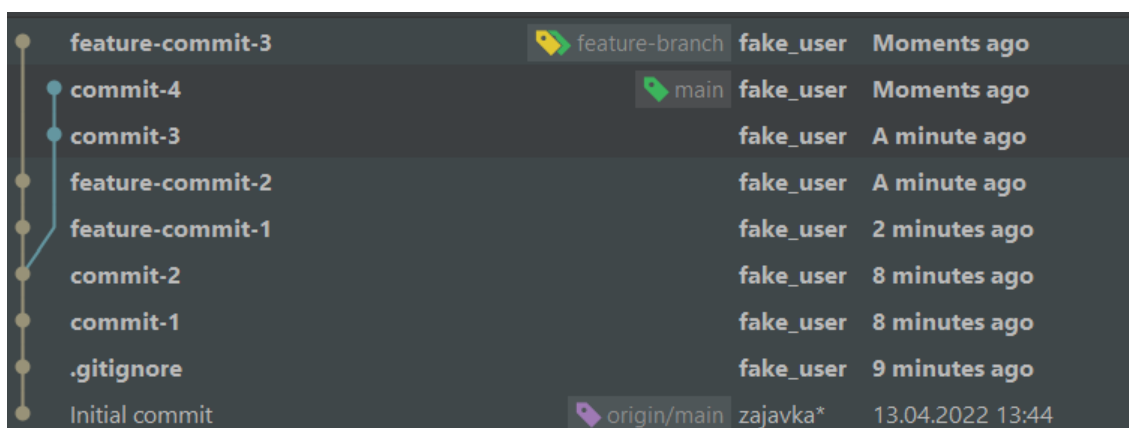 feature-commit-3 feature-branch fake_user Moments ago
commit-4 main fake_user Moments ago
commit-3 fake_user A minute ago
feature-commit-2 fake_user A minute ago
feature-commit-1 fake_user 2 minutes ago
commit-2 fake_user 8 minutes ago
commit-1 fake_user 8 minutes ago
.gitignore fake_user 9 minutes ago
Initial commit origin/main zajavka* 13.04.2022 13:44